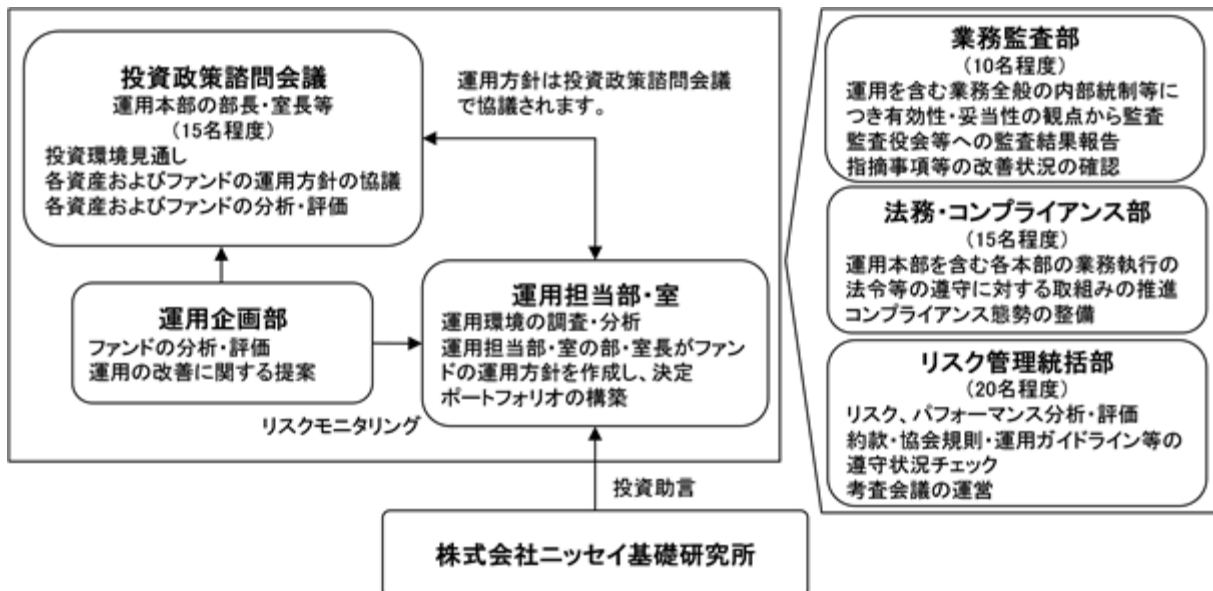 投資政策諮問会議
運用本部の部長・室長等
(15名程度)
投資環境見通し
各資産およびファンドの運用方針の協議
各資産およびファンドの分析・評価
運用方針は投資政策諮問会議
で協議されます。
運用企画部
ファンドの分析・評価
運用の改善に関する提案
リスクモニタリング
運用担当部・室
運用環境の調査・分析
運用担当部・室の部・室長がファン
ドの運用方針を作成し、決定
ポートフォリオの構築
投資助言
株式会社ニッセイ基礎研究所
業務監査部
(10名程度)
運用を含む業務全般の内部統制等に
つき有効性・妥当性の観点から監査
監査役会等への監査結果報告
指摘事項等の改善状況の確認
法務・コンプライアンス部
(15名程度)
運用本部を含む各本部の業務執行の
法令等の遵守に対する取組みの推進
コンプライアンス態勢の整備
リスク管理統括部
(20名程度)
リスク、パフォーマンス分析・評価
約款・協会規則・運用ガイドライン等の
遵守状況チェック
考査会議の運営